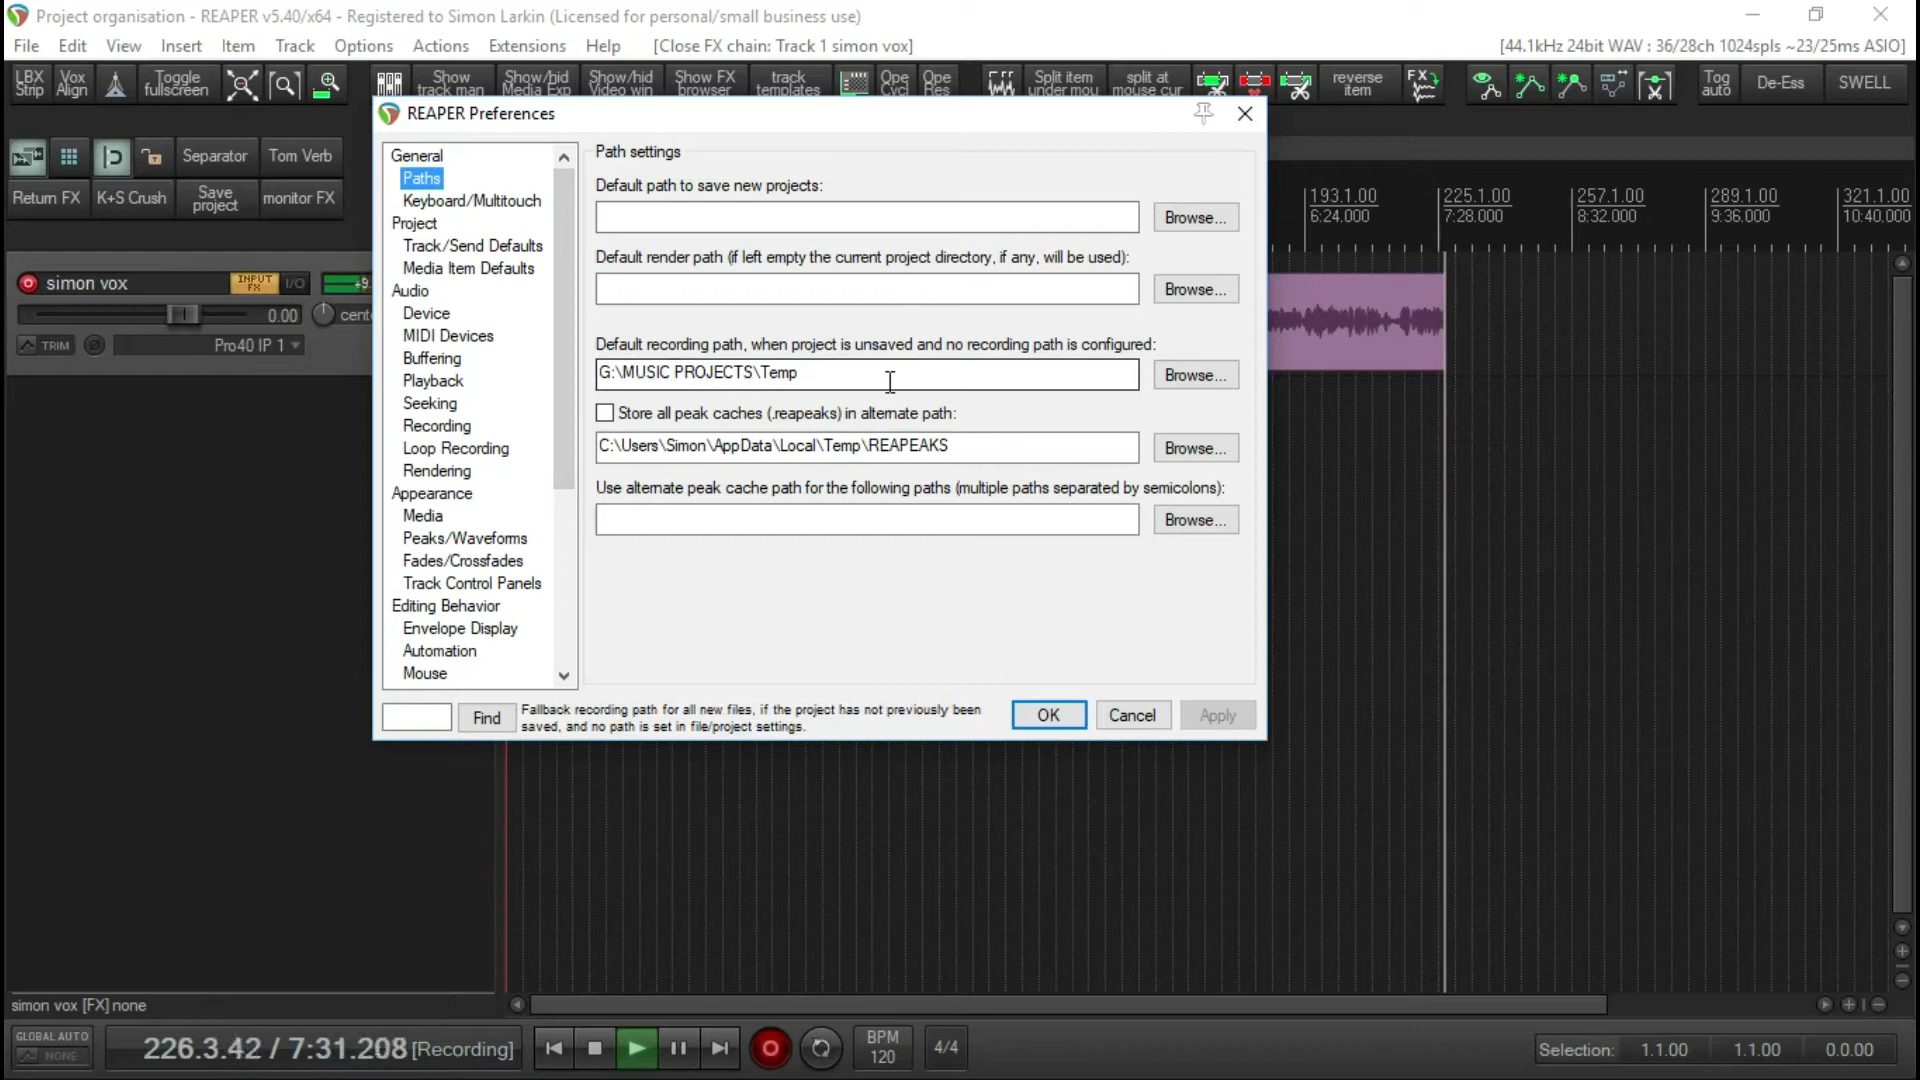 Project organisation - REAPER v5.40/x64 - Registered to Simon Larkin (Licensed for personal/small business use)
File Edit View Insert Item Track Options Actions Extensions Help [Close FX chain: Track 1 simon vox] [44.1kHz 24bit WAV : 36/28ch 1024spls ~23/25ms ASIO]
LBX Strip
Vox Align
Toggle fullscreen
Show track man
Show/hid Media Exp
Show/hid Video win
Show FX browser
track templates
Ope Cycl
Ope Res
Split item under mou
split at mouse cur
reverse item
FX
Tog auto
De-Ess
SWELL
Separator
Tom Verb
Return FX
K+S Crush
Save project
monitor FX
193.1.00
6:24.000
225.1.00
7:28.000
257.1.00
8:32.000
289.1.00
9:36.000
321.1.00
10:40.000
simon vox
INPUT FX
I/O
+9.
0.00
cente
TRIM
Pro40 IP 1
REAPER Preferences
General
Paths
Keyboard/Multitouch
Project
Track/Send Defaults
Media Item Defaults
Audio
Device
MIDI Devices
Buffering
Playback
Seeking
Recording
Loop Recording
Rendering
Appearance
Media
Peaks/Waveforms
Fades/Crossfades
Track Control Panels
Editing Behavior
Envelope Display
Automation
Mouse
Path settings
Default path to save new projects:
Browse...
Default render path (if left empty the current project directory, if any, will be used):
Browse...
Default recording path, when project is unsaved and no recording path is configured:
G:\MUSIC PROJECTS\Temp
Browse...
Store all peak caches (.reapeaks) in alternate path:
C:\Users\Simon\AppData\Local\Temp\REAPEAKS
Browse...
Use alternate peak cache path for the following paths (multiple paths separated by semicolons):
Browse...
Find
Fallback recording path for all new files, if the project has not previously been
saved, and no path is set in file/project settings.
OK
Cancel
Apply
simon vox [FX] none
GLOBAL AUTO
NONE
226.3.42 / 7:31.208 [Recording]
BPM
120
4/4
Selection: 1.1.00 1.1.00 0.0.00